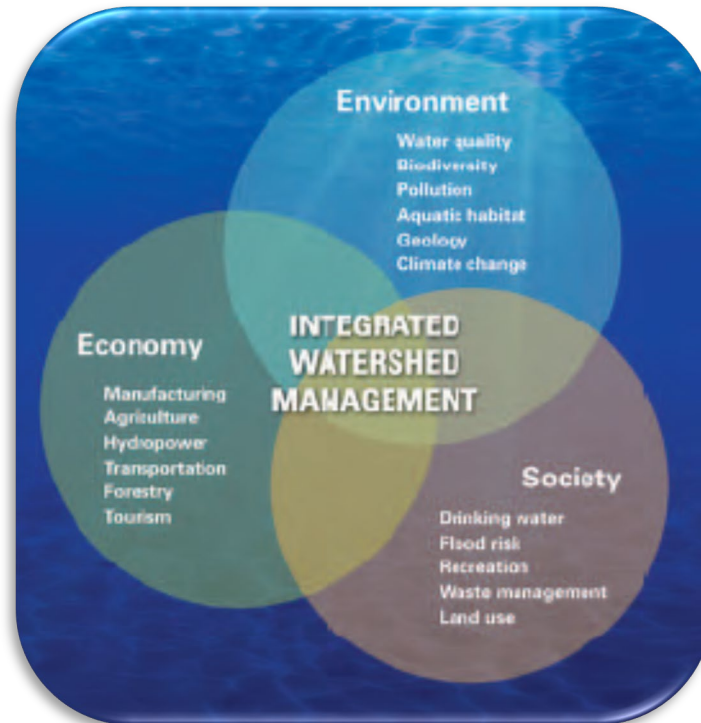 Environment
Water quality
Biodiversity
Pollution
Aquatic habitat
Geology
Climate change
INTEGRATED
WATERSHED
MANAGEMENT
Economy
Manufacturing
Agriculture
Hydropower
Transportation
Forestry
Tourism
Society
Drinking water
Flood risk
Recreation
Waste management
Land use